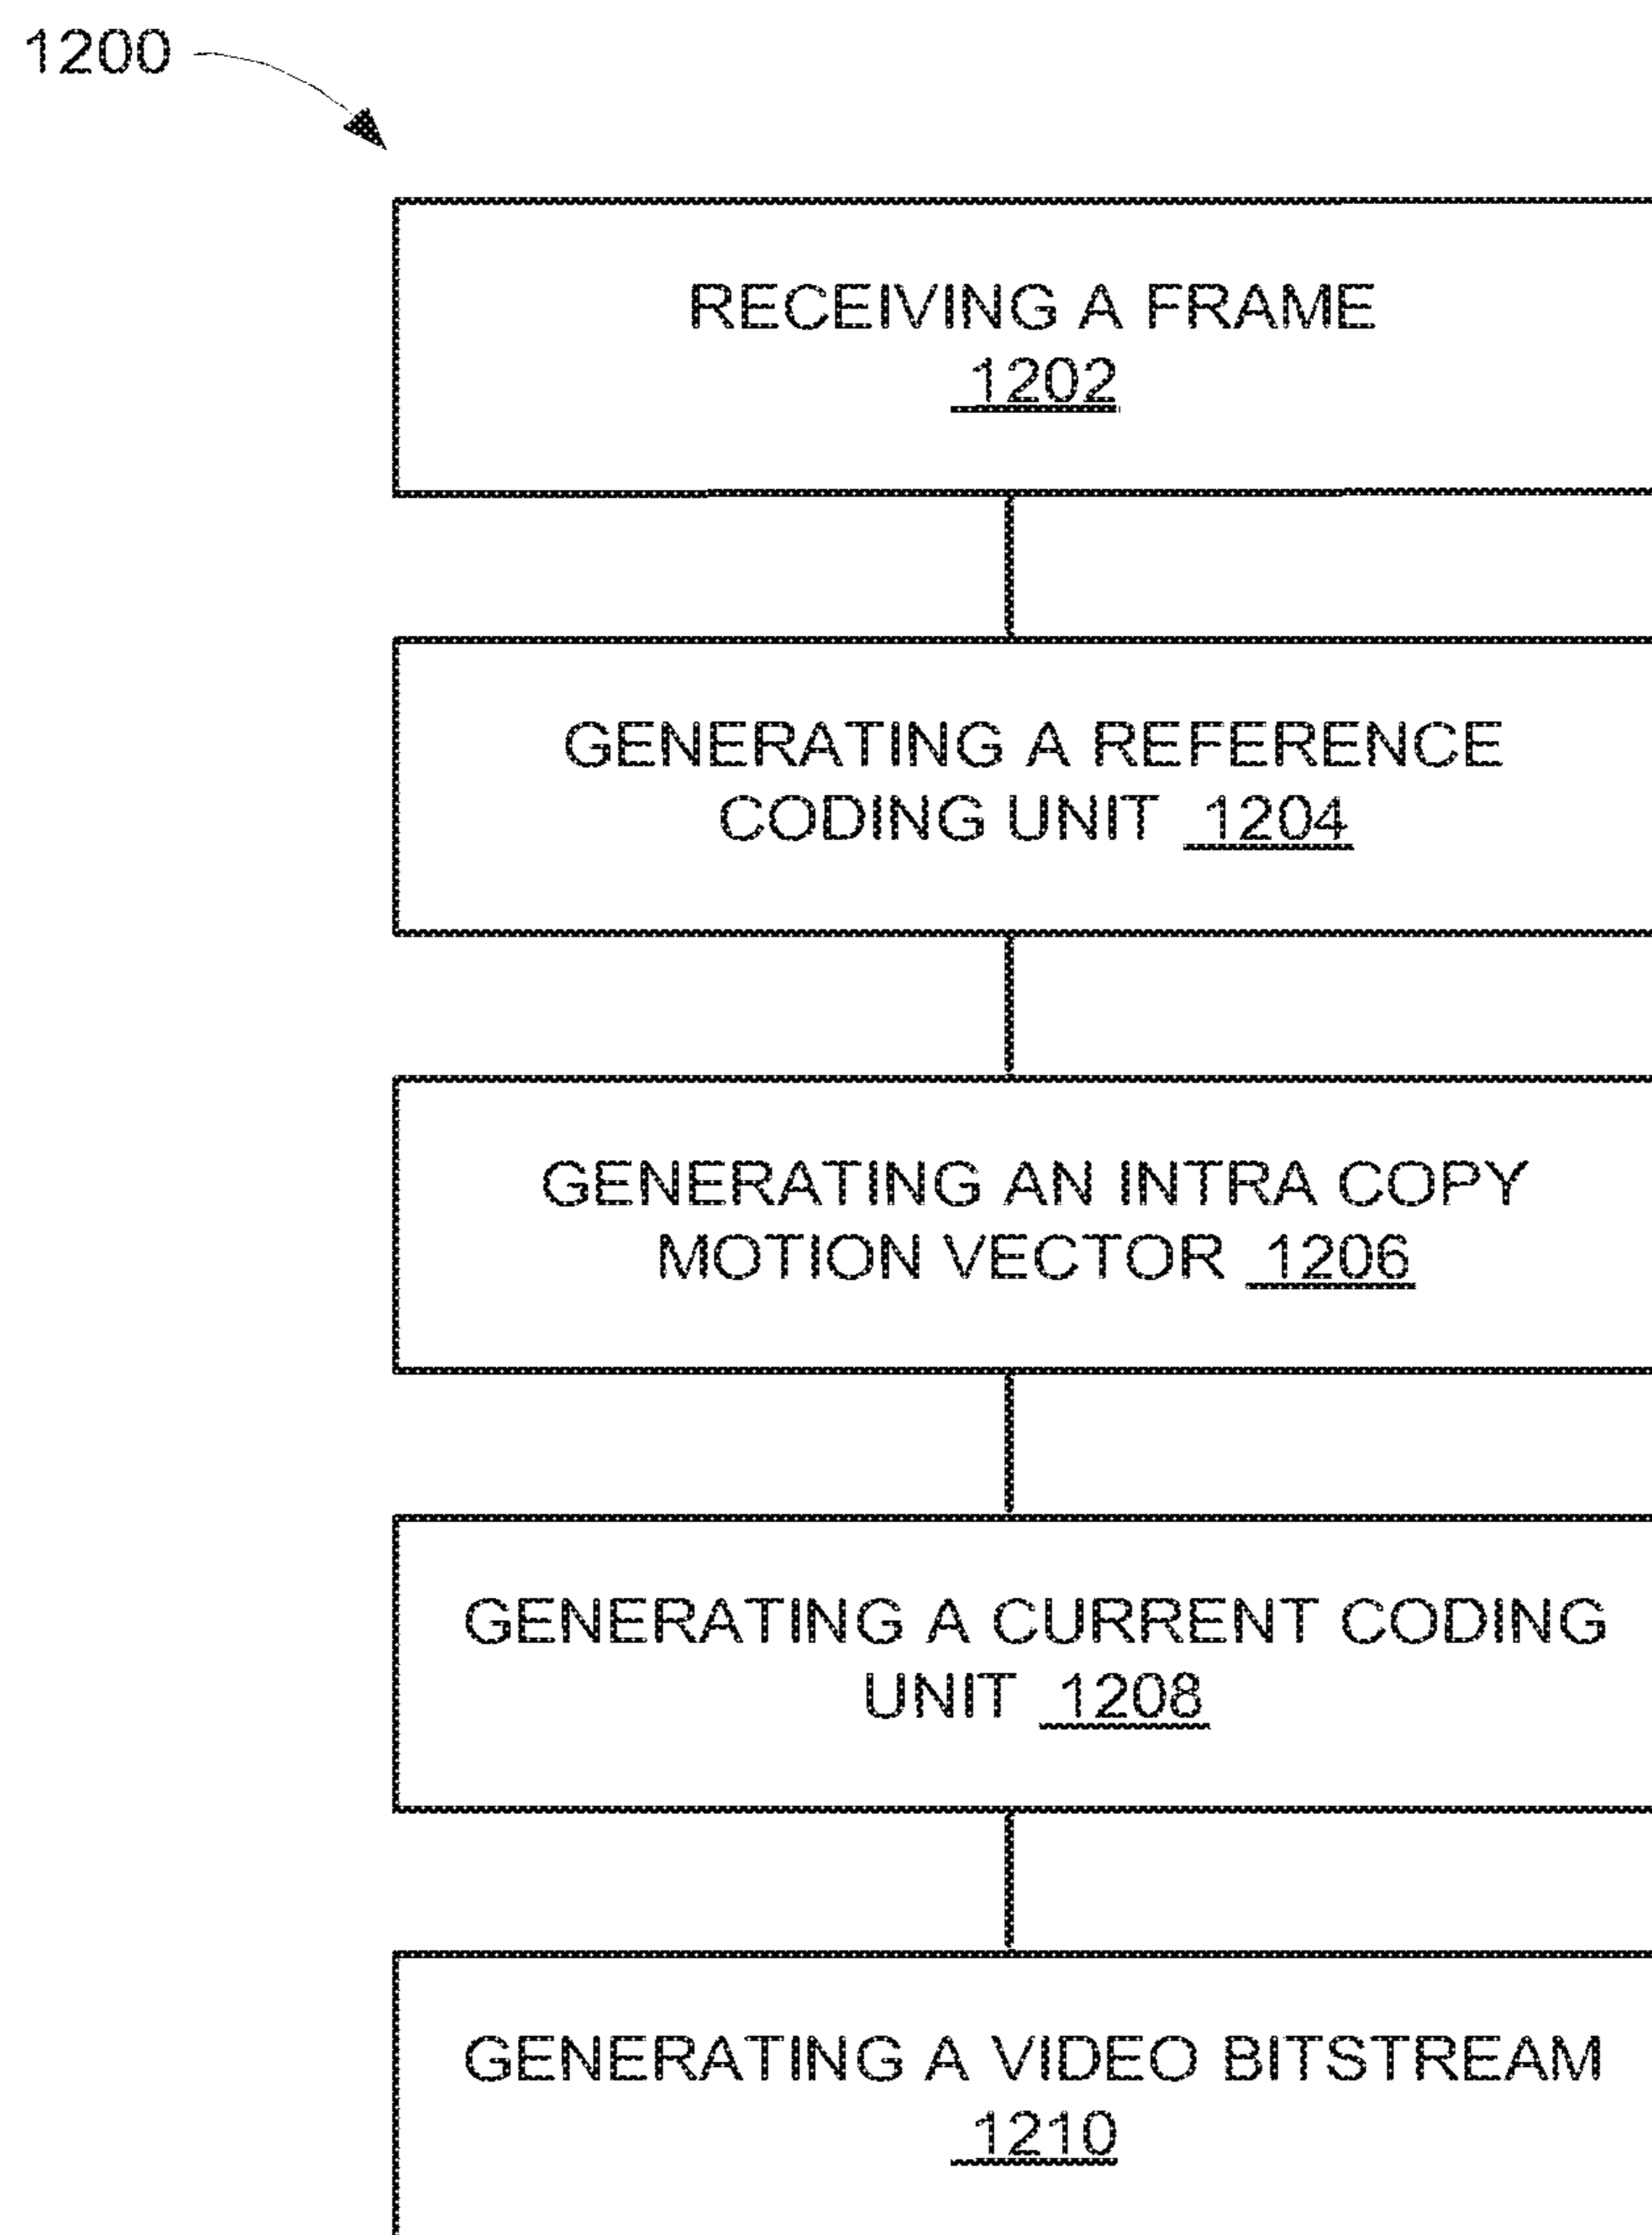 1200
RECEIVING A FRAME
1202
GENERATING A REFERENCE
CODING UNIT 1204
GENERATING AN INTRA COPY
MOTION VECTOR 1206
GENERATING A CURRENT CODING
UNIT 1208
GENERATING A VIDEO BITSTREAM
1210